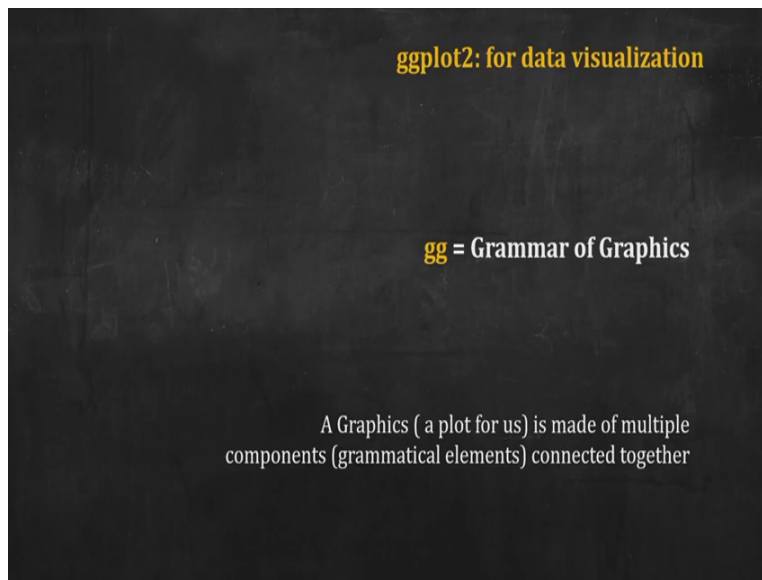 ggplot2: for data visualization
gg = Grammar of Graphics
A Graphics ( a plot for us) is made of multiple
components (grammatical elements) connected together